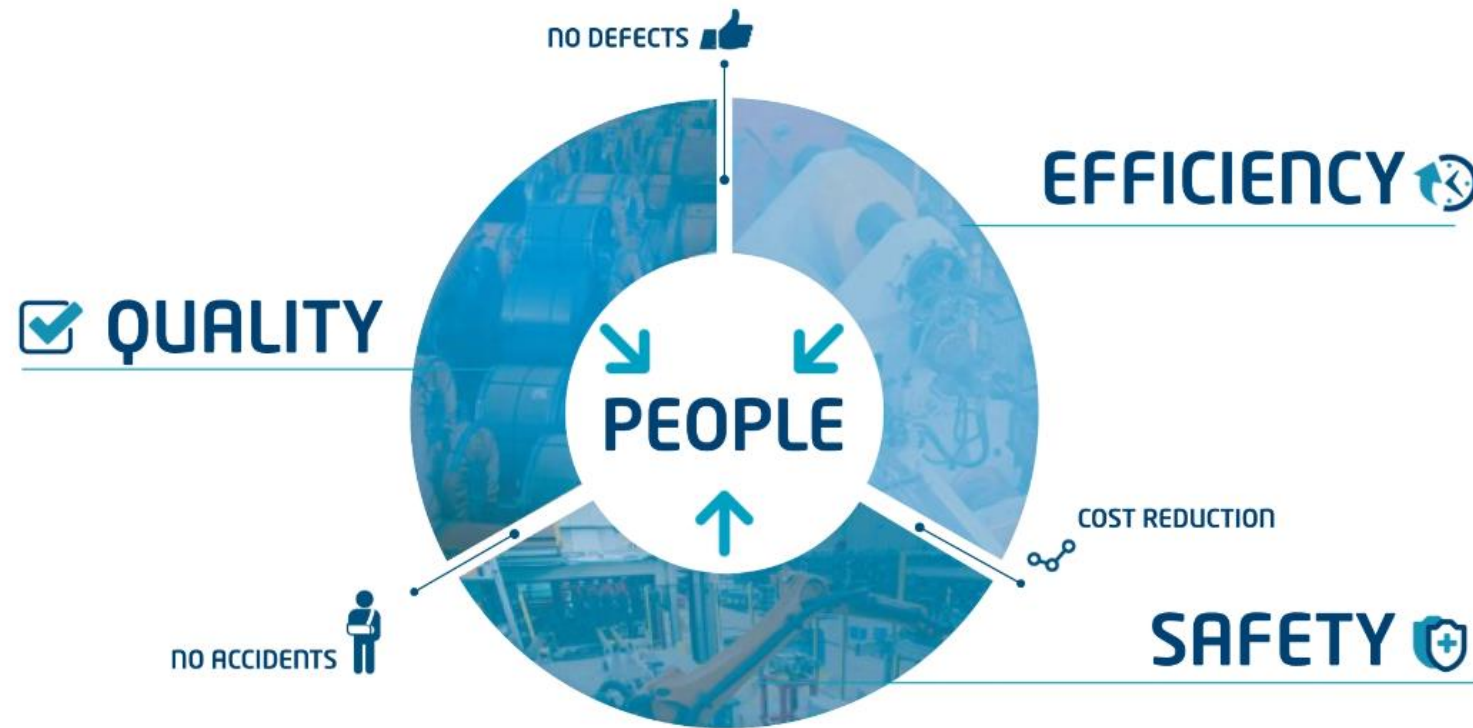 NO DEFECTS
EFFICIENCY
QUALITY
PEOPLE
COST REDUCTION
SAFETY
NO ACCIDENTS